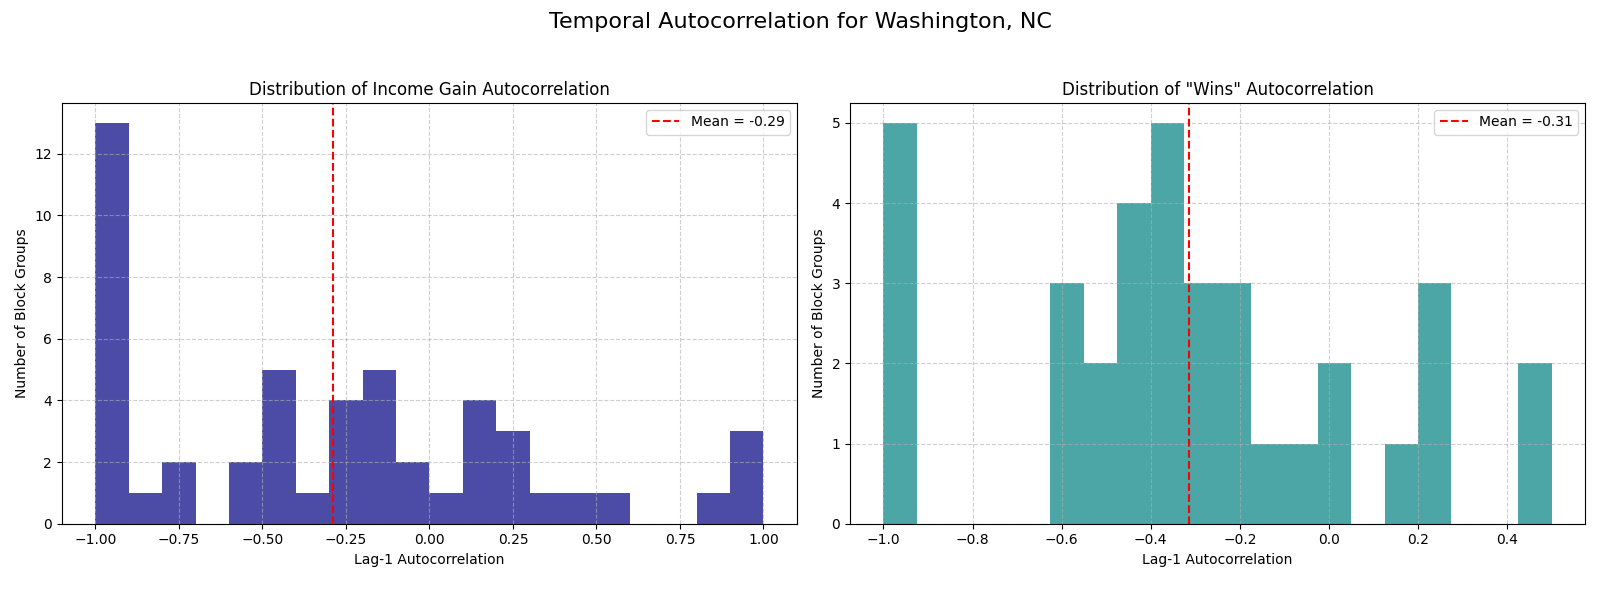 Temporal Autocorrelation for Washington, NC
Distribution of Income Gain Autocorrelation
Mean = -0.29
Number of Block Groups
12
10
8
6
4
2
0
−1.00 −0.75 −0.50 −0.25 0.00 0.25 0.50 0.75 1.00
Lag-1 Autocorrelation
Distribution of "Wins" Autocorrelation
Mean = -0.31
Number of Block Groups
5
4
3
2
1
0
−1.0 −0.8 −0.6 −0.4 −0.2 0.0 0.2 0.4
Lag-1 Autocorrelation